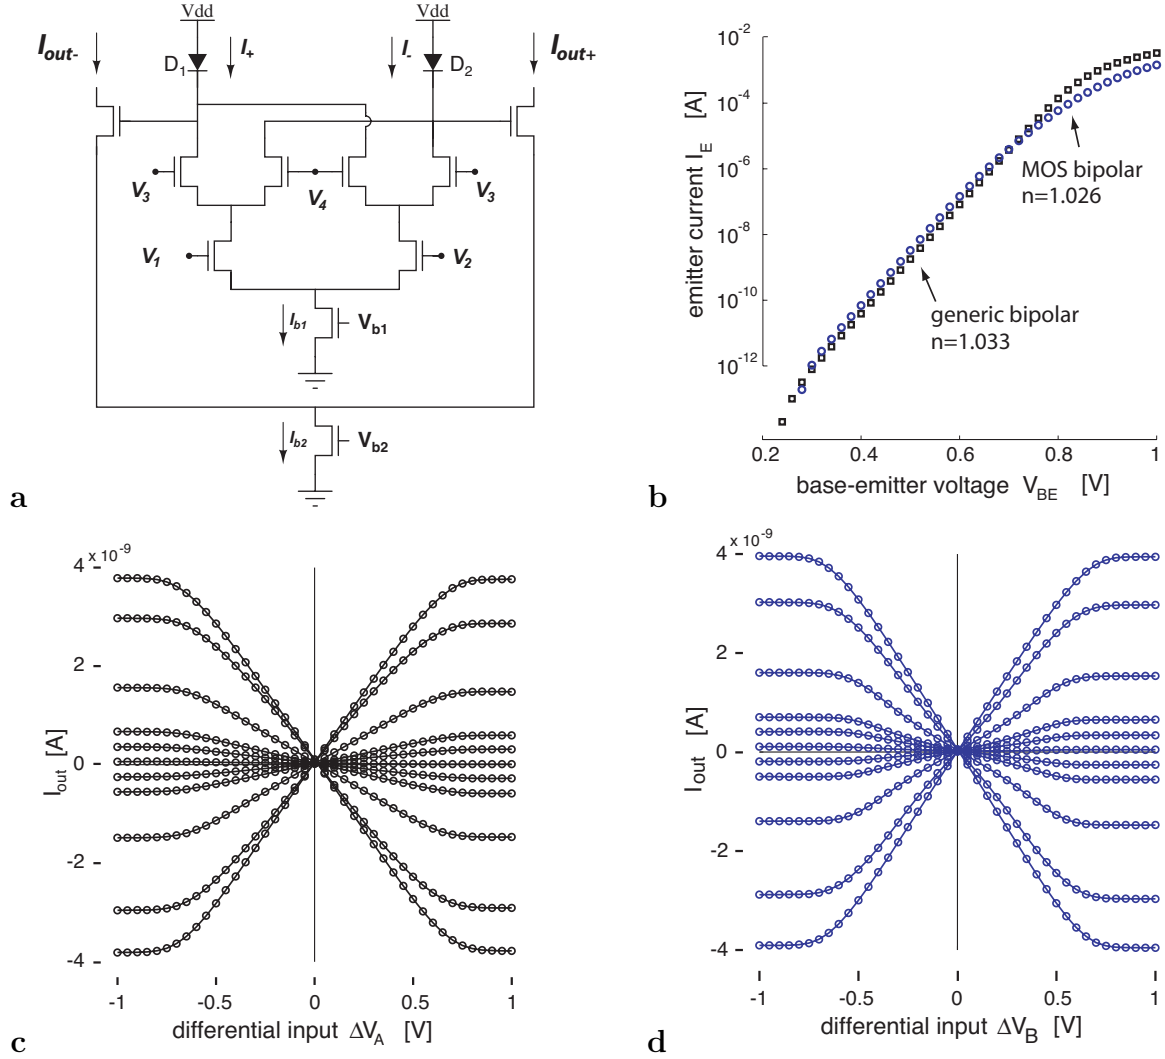 Vdd
Vdd
I_out-
I_+
I_-
I_out+
D_1
D_2
V_3
V_4
V_3
V_1
V_2
I_b1
V_b1
I_b2
V_b2
a
10^-2
10^-4
10^-6
10^-8
10^-10
10^-12
emitter current I_E [A]
MOS bipolar
n=1.026
generic bipolar
n=1.033
0.2
0.4
0.6
0.8
1
base-emitter voltage V_BE [V]
b
4 x 10^-9
2
0
-2
-4
I_out [A]
-1
-0.5
0
0.5
1
differential input ΔV_A [V]
c
4 x 10^-9
2
0
-2
-4
I_out [A]
-1
-0.5
0
0.5
1
differential input ΔV_B [V]
d